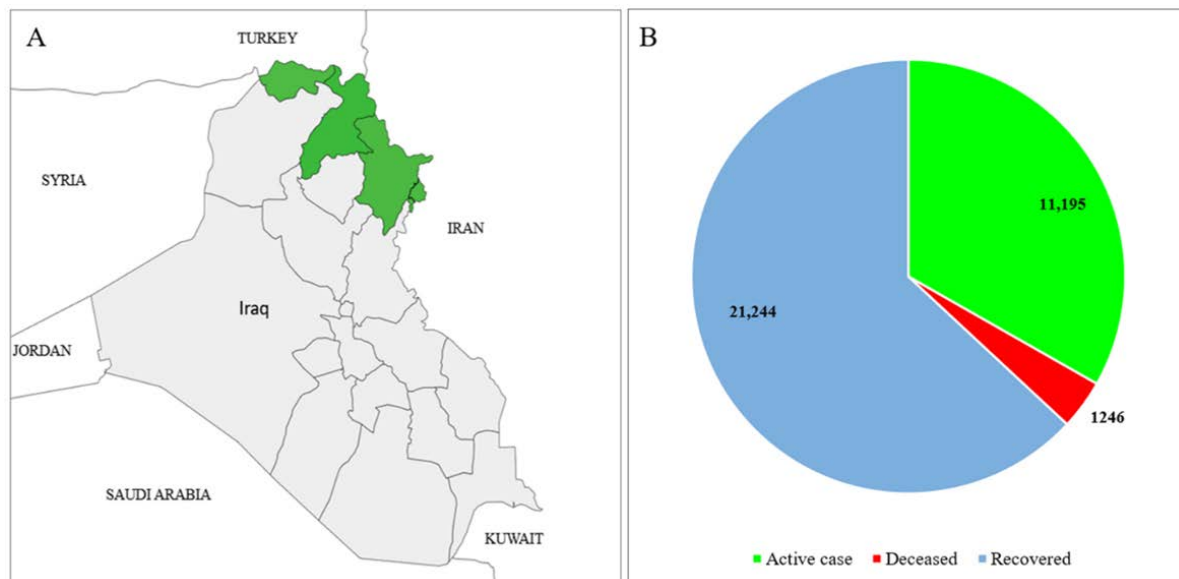 A
TURKEY
SYRIA
IRAN
Iraq
JORDAN
SAUDI ARABIA
KUWAIT
B
11,195
21,244
1246
Active case Deceased Recovered